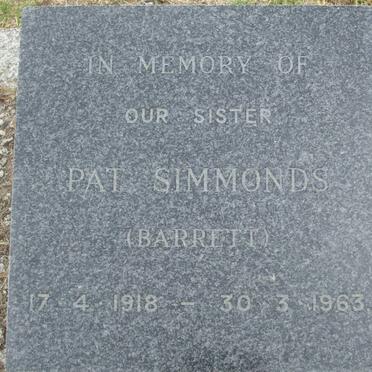 IN MEMORY OF
OUR SISTER
PAT SIMMONDS
(BARRETT)
17 4 1918 — 30 3 1963